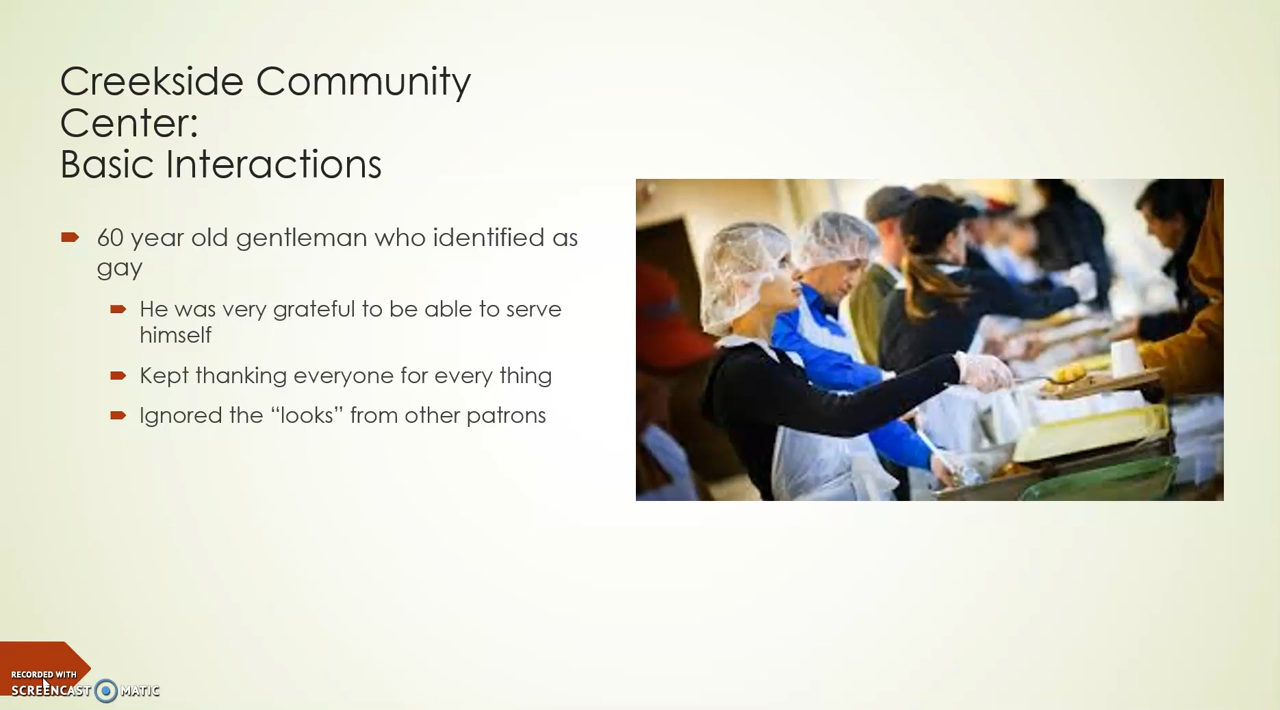 Creekside Community
Center:
Basic Interactions
60 year old gentleman who identified as
gay
He was very grateful to be able to serve
himself
Kept thanking everyone for every thing
Ignored the “looks” from other patrons
RECORDED WITH
SCREENCAST MATIC